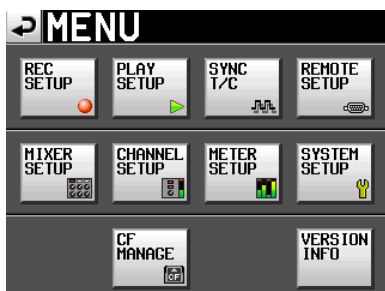 MENU
REC SETUP
PLAY SETUP
SYNC T/C
REMOTE SETUP
MIXER SETUP
CHANNEL SETUP
METER SETUP
SYSTEM SETUP
CF MANAGE
CF
VERSION INFO